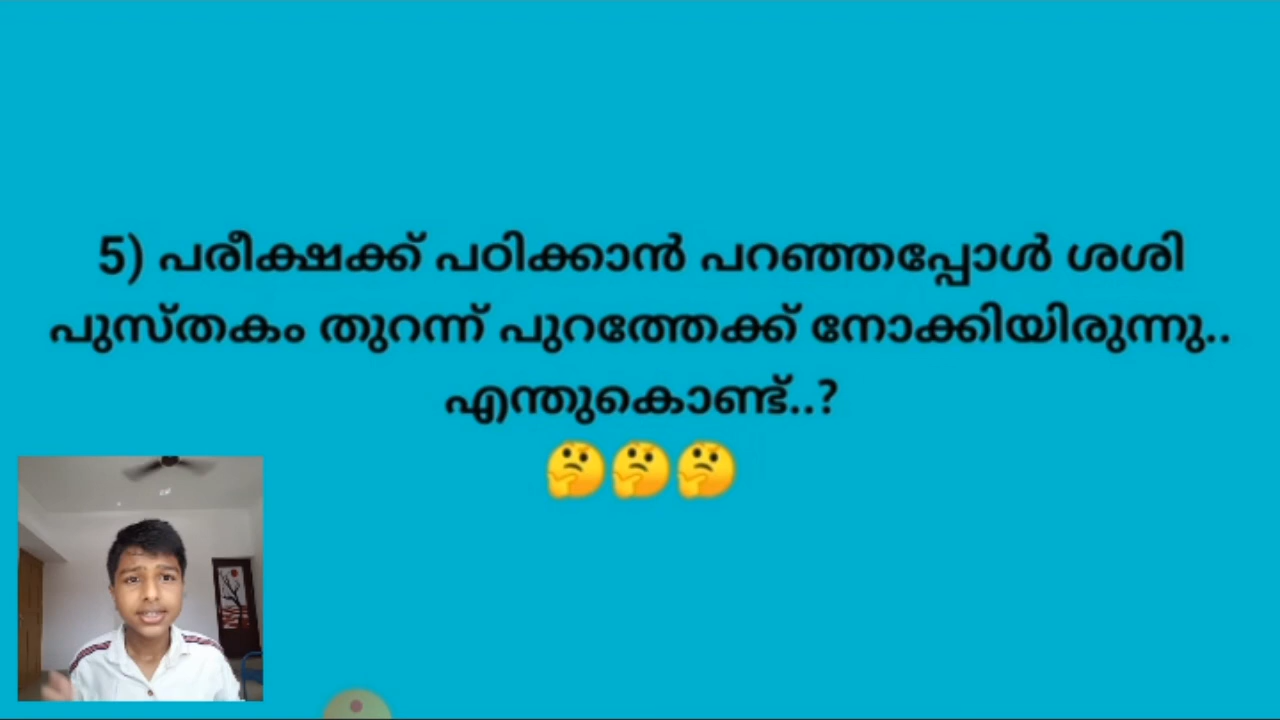 5) പരീക്ഷക്ക് പഠിക്കാൻ പറഞ്ഞപ്പോൾ ശശി
പുസ്തകം തുറന്ന് പുറത്തേക്ക് നോക്കിയിരുന്നു..
എന്തുകൊണ്ട്..?
🤔🤔🤔